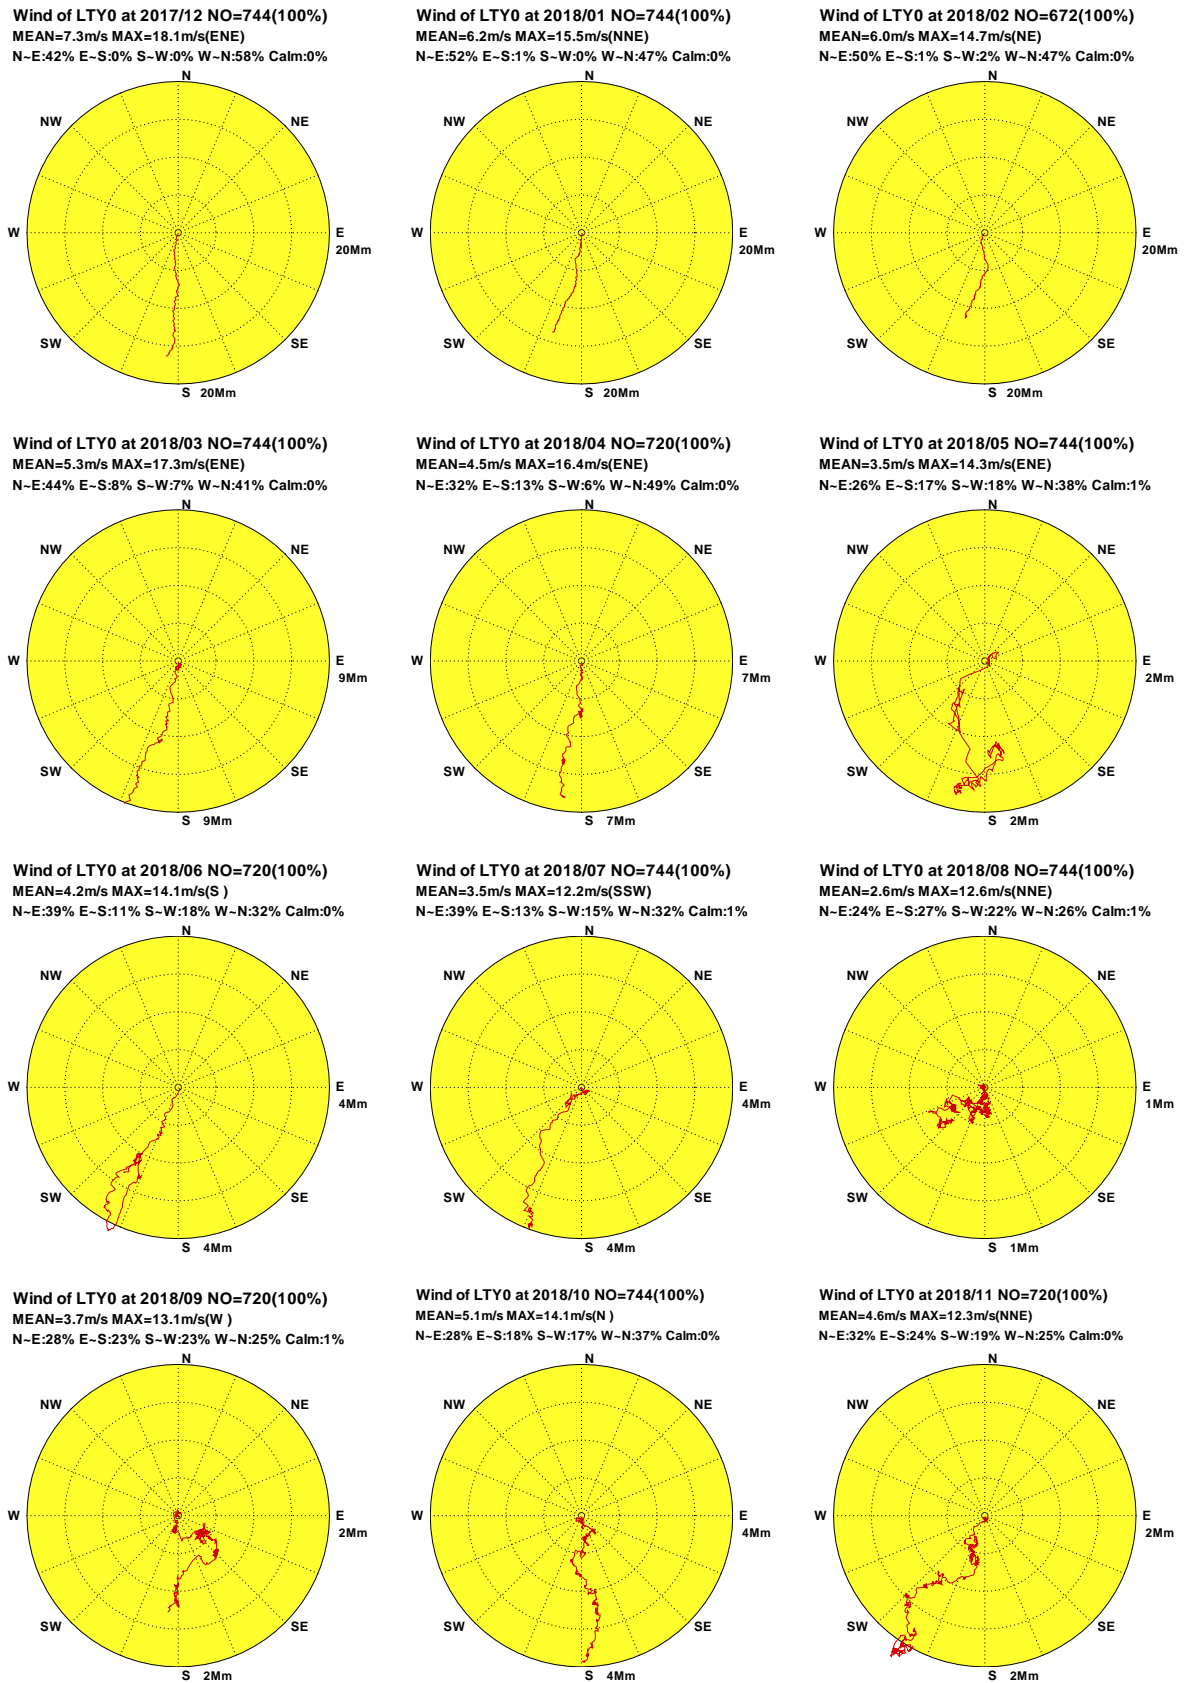 Wind of LTY0 at 2017/12 NO=744(100%)
MEAN=7.3m/s MAX=18.1m/s(ENE)
N~E:42% E~S:0% S~W:0% W~N:58% Calm:0%
N
NW
NE
W
E
20Mm
SW
SE
S 20Mm
Wind of LTY0 at 2018/01 NO=744(100%)
MEAN=6.2m/s MAX=15.5m/s(NNE)
N~E:52% E~S:1% S~W:0% W~N:47% Calm:0%
N
NW
NE
W
E
20Mm
SW
SE
S 20Mm
Wind of LTY0 at 2018/02 NO=672(100%)
MEAN=6.0m/s MAX=14.7m/s(NE)
N~E:50% E~S:1% S~W:2% W~N:47% Calm:0%
N
NW
NE
W
E
20Mm
SW
SE
S 20Mm
Wind of LTY0 at 2018/03 NO=744(100%)
MEAN=5.3m/s MAX=17.3m/s(ENE)
N~E:44% E~S:8% S~W:7% W~N:41% Calm:0%
N
NW
NE
W
E
9Mm
SW
SE
S 9Mm
Wind of LTY0 at 2018/04 NO=720(100%)
MEAN=4.5m/s MAX=16.4m/s(ENE)
N~E:32% E~S:13% S~W:6% W~N:49% Calm:0%
N
NW
NE
W
E
7Mm
SW
SE
S 7Mm
Wind of LTY0 at 2018/05 NO=744(100%)
MEAN=3.5m/s MAX=14.3m/s(ENE)
N~E:26% E~S:17% S~W:18% W~N:38% Calm:1%
N
NW
NE
W
E
2Mm
SW
SE
S 2Mm
Wind of LTY0 at 2018/06 NO=720(100%)
MEAN=4.2m/s MAX=14.1m/s(S )
N~E:39% E~S:11% S~W:18% W~N:32% Calm:0%
N
NW
NE
W
E
4Mm
SW
SE
S 4Mm
Wind of LTY0 at 2018/07 NO=744(100%)
MEAN=3.5m/s MAX=12.2m/s(SSW)
N~E:39% E~S:13% S~W:15% W~N:32% Calm:1%
N
NW
NE
W
E
4Mm
SW
SE
S 4Mm
Wind of LTY0 at 2018/08 NO=744(100%)
MEAN=2.6m/s MAX=12.6m/s(NNE)
N~E:24% E~S:27% S~W:22% W~N:26% Calm:1%
N
NW
NE
W
E
1Mm
SW
SE
S 1Mm
Wind of LTY0 at 2018/09 NO=720(100%)
MEAN=3.7m/s MAX=13.1m/s(W )
N~E:28% E~S:23% S~W:23% W~N:25% Calm:1%
N
NW
NE
W
E
2Mm
SW
SE
S 2Mm
Wind of LTY0 at 2018/10 NO=744(100%)
MEAN=5.1m/s MAX=14.1m/s(N )
N~E:28% E~S:18% S~W:17% W~N:37% Calm:0%
N
NW
NE
W
E
4Mm
SW
SE
S 4Mm
Wind of LTY0 at 2018/11 NO=720(100%)
MEAN=4.6m/s MAX=12.3m/s(NNE)
N~E:32% E~S:24% S~W:19% W~N:25% Calm:0%
N
NW
NE
W
E
2Mm
SW
SE
S 2Mm